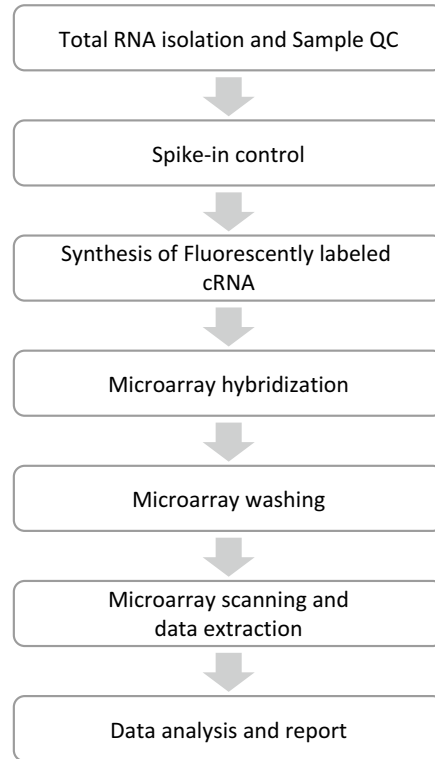 Total RNA isolation and Sample QC
Spike-in control
Synthesis of Fluorescently labeled
cRNA
Microarray hybridization
Microarray washing
Microarray scanning and
data extraction
Data analysis and report